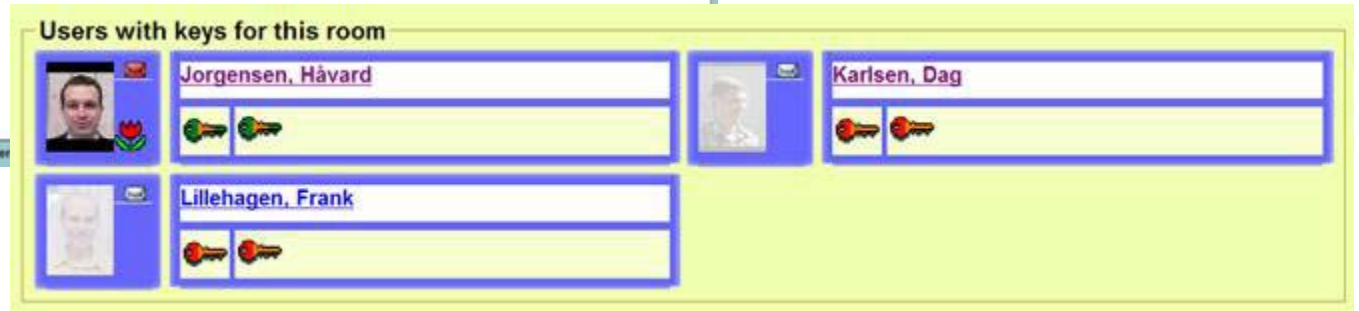 Users with keys for this room
Jorgensen, Håvard
Karlsen, Dag
Lillehagen, Frank